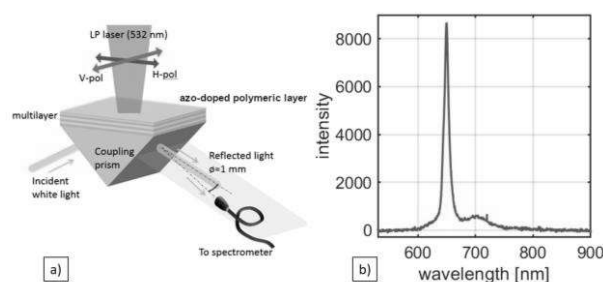 LP laser (532 nm)
V-pol
H-pol
azo-doped polymeric layer
multilayer
Coupling
prism
Reflected light
ø=1 mm
Incident
white light
To spectrometer
a)
8000
6000
4000
2000
0
intensity
600
700
800
900
wavelength [nm]
b)